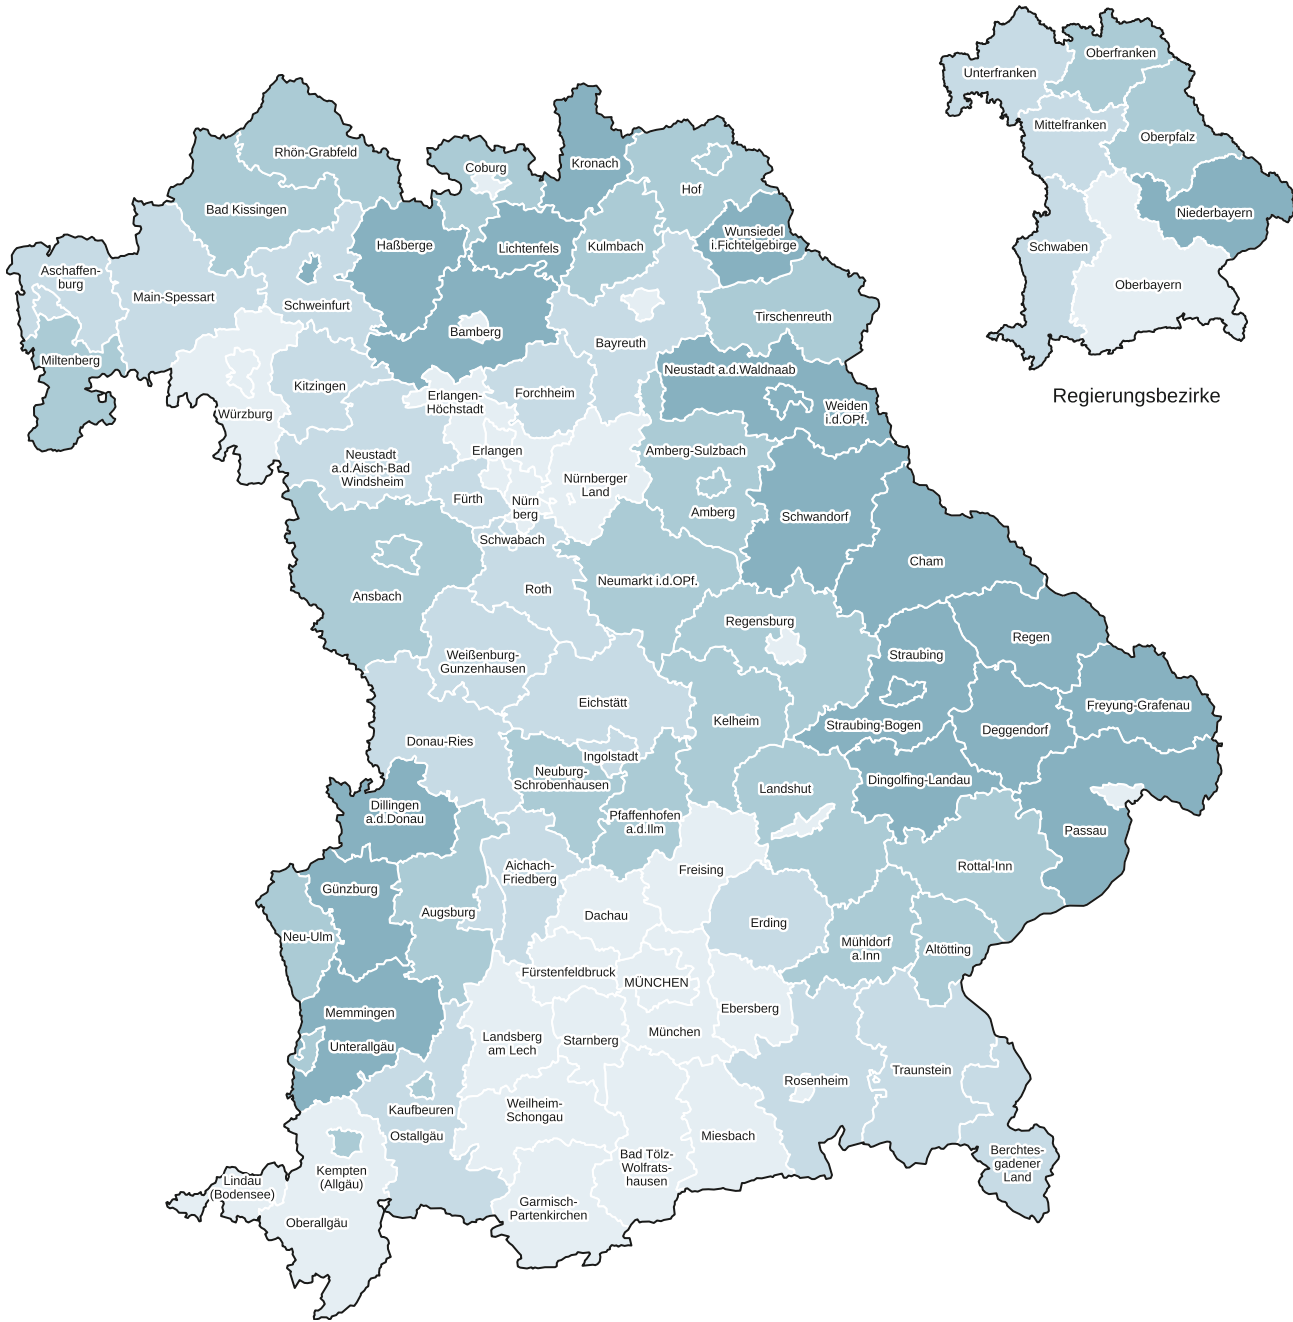 Oberfranken
Unterfranken
Mittelfranken
Oberpfalz
Niederbayern
Schwaben
Oberbayern
Regierungsbezirke
Rhön-Grabfeld
Coburg
Kronach
Hof
Bad Kissingen
Haßberge
Lichtenfels
Kulmbach
Wunsiedel
i.Fichtelgebirge
Aschaffen-
burg
Main-Spessart
Schweinfurt
Bamberg
Bayreuth
Tirschenreuth
Miltenberg
Kitzingen
Würzburg
Erlangen-
Höchstadt
Forchheim
Neustadt a.d.Waldnaab
Weiden
i.d.OPf.
Neustadt
a.d.Aisch-Bad
Windsheim
Erlangen
Amberg-Sulzbach
Nürnberger
Land
Fürth
Nürn
berg
Amberg
Schwandorf
Schwabach
Ansbach
Roth
Neumarkt i.d.OPf.
Cham
Regensburg
Weißenburg-
Gunzenhausen
Straubing
Regen
Eichstätt
Kelheim
Straubing-Bogen
Deggendorf
Freyung-Grafenau
Donau-Ries
Ingolstadt
Neuburg-
Schrobenhausen
Landshut
Dingolfing-Landau
Dillingen
a.d.Donau
Pfaffenhofen
a.d.Ilm
Passau
Aichach-
Friedberg
Freising
Rottal-Inn
Günzburg
Augsburg
Dachau
Erding
Neu-Ulm
Mühldorf
a.Inn
Altötting
Fürstenfeldbruck
MÜNCHEN
Memmingen
Ebersberg
Unterallgäu
Landsberg
am Lech
Starnberg
München
Rosenheim
Traunstein
Kaufbeuren
Ostallgäu
Weilheim-
Schongau
Miesbach
Bad Tölz-
Wolfrats-
hausen
Berchtes-
gadener
Land
Lindau
(Bodensee)
Kempten
(Allgäu)
Oberallgäu
Garmisch-
Partenkirchen